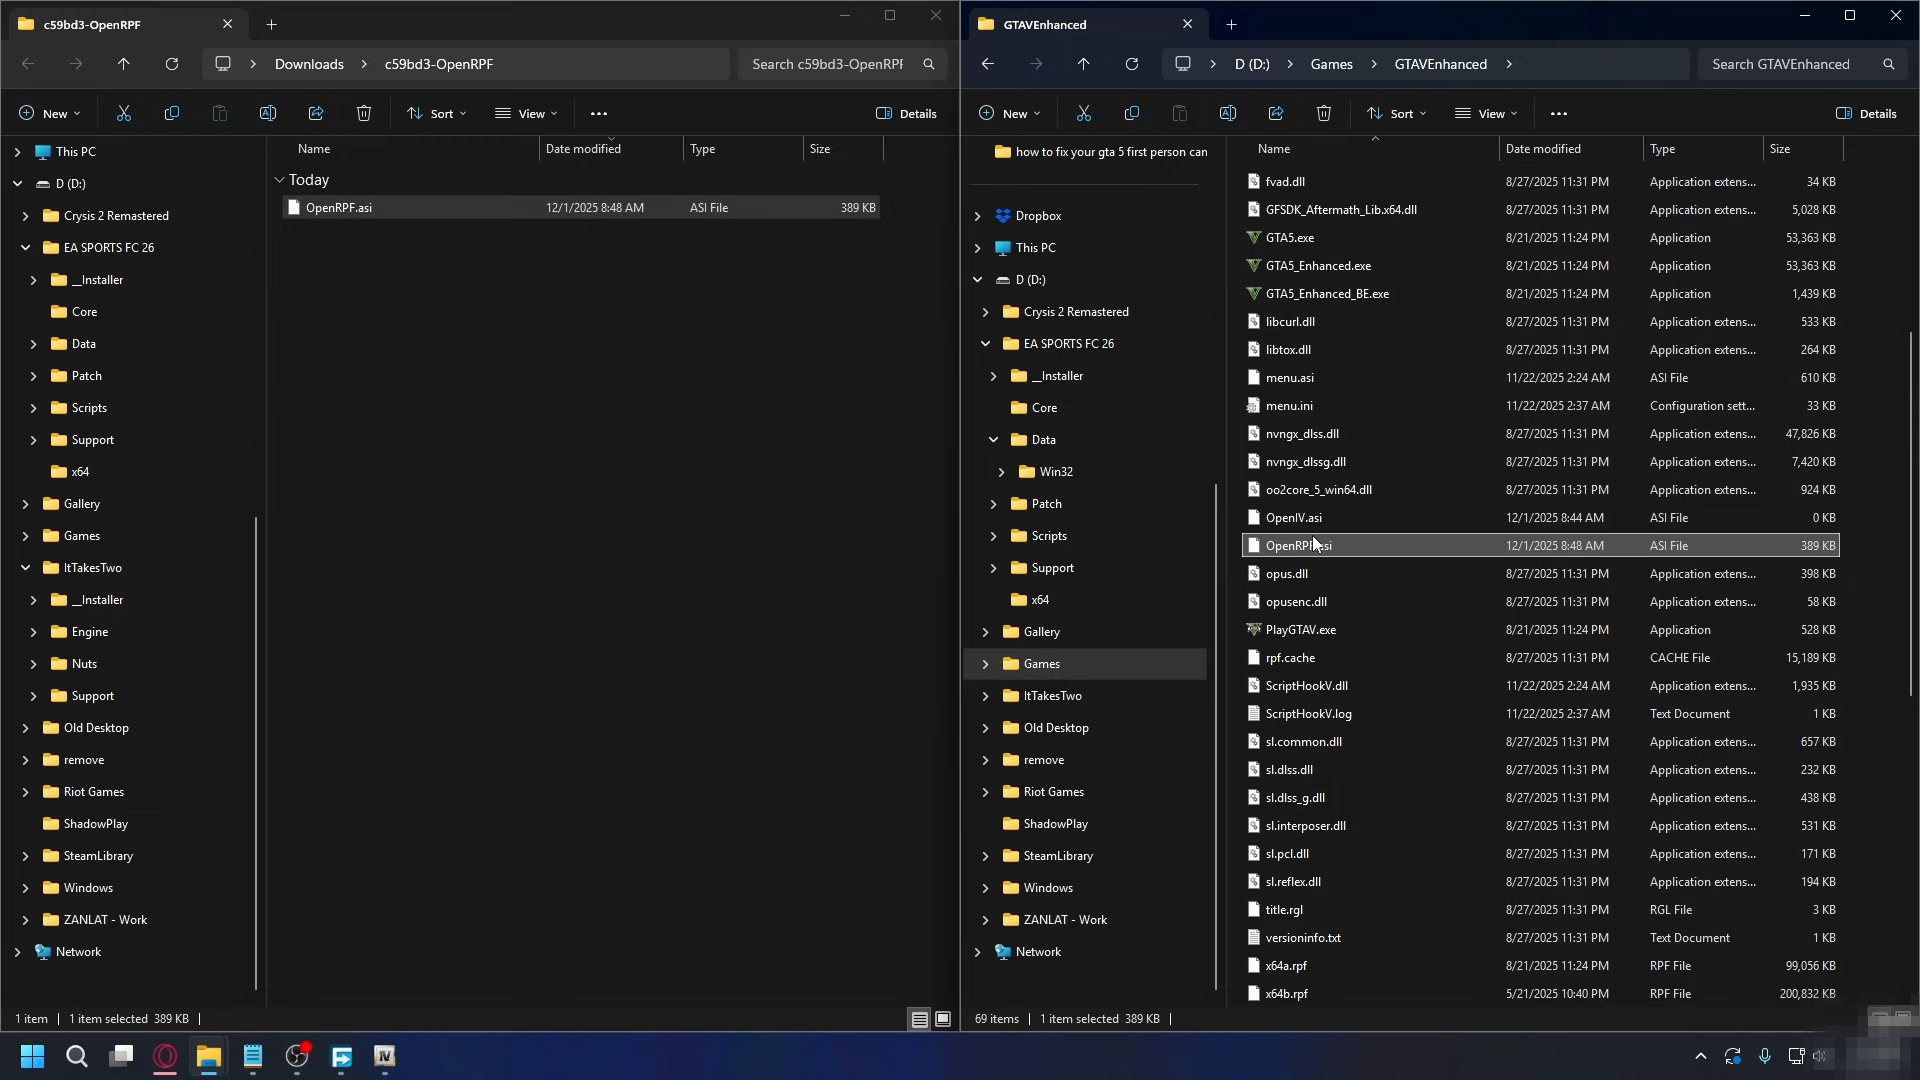 c59bd3-OpenRPF
Downloads
c59bd3-OpenRPF
Search c59bd3-OpenRPF
New
Sort
View
Details
This PC
D (D:)
Crysis 2 Remastered
EA SPORTS FC 26
__Installer
Core
Data
Patch
Scripts
Support
x64
Gallery
Games
ItTakesTwo
__Installer
Engine
Nuts
Support
Old Desktop
remove
Riot Games
ShadowPlay
SteamLibrary
Windows
ZANLAT - Work
Network
Name Date modified Type Size
Today
OpenRPF.asi 12/1/2025 8:48 AM ASI File 389 KB
1 item 1 item selected 389 KB
GTAVEnhanced
D (D:) Games GTAVEnhanced
Search GTAVEnhanced
New
Sort
View
Details
how to fix your gta 5 first person can
Dropbox
This PC
D (D:)
Crysis 2 Remastered
EA SPORTS FC 26
__Installer
Core
Data
Win32
Patch
Scripts
Support
x64
Gallery
Games
ItTakesTwo
Old Desktop
remove
Riot Games
ShadowPlay
SteamLibrary
Windows
ZANLAT - Work
Network
Name Date modified Type Size
fvad.dll 8/27/2025 11:31 PM Application extens... 34 KB
GFSDK_Aftermath_Lib.x64.dll 8/27/2025 11:31 PM Application extens... 5,028 KB
GTA5.exe 8/21/2025 11:24 PM Application 53,363 KB
GTA5_Enhanced.exe 8/21/2025 11:24 PM Application 53,363 KB
GTA5_Enhanced_BE.exe 8/21/2025 11:24 PM Application 1,439 KB
libcurl.dll 8/27/2025 11:31 PM Application extens... 533 KB
libtox.dll 8/27/2025 11:31 PM Application extens... 264 KB
menu.asi 11/22/2025 2:24 AM ASI File 610 KB
menu.ini 11/22/2025 2:37 AM Configuration sett... 33 KB
nvngx_dlss.dll 8/27/2025 11:31 PM Application extens... 47,826 KB
nvngx_dlssg.dll 8/27/2025 11:31 PM Application extens... 7,420 KB
oo2core_5_win64.dll 8/27/2025 11:31 PM Application extens... 924 KB
OpenIV.asi 12/1/2025 8:44 AM ASI File 0 KB
OpenRPF.asi 12/1/2025 8:48 AM ASI File 389 KB
opus.dll 8/27/2025 11:31 PM Application extens... 398 KB
opusenc.dll 8/27/2025 11:31 PM Application extens... 58 KB
PlayGTAV.exe 8/21/2025 11:24 PM Application 528 KB
rpf.cache 8/27/2025 11:31 PM CACHE File 15,189 KB
ScriptHookV.dll 11/22/2025 2:24 AM Application extens... 1,935 KB
ScriptHookV.log 11/22/2025 2:37 AM Text Document 1 KB
sl.common.dll 8/27/2025 11:31 PM Application extens... 657 KB
sl.dlss.dll 8/27/2025 11:31 PM Application extens... 232 KB
sl.dlss_g.dll 8/27/2025 11:31 PM Application extens... 438 KB
sl.interposer.dll 8/27/2025 11:31 PM Application extens... 531 KB
sl.pcl.dll 8/27/2025 11:31 PM Application extens... 171 KB
sl.reflex.dll 8/27/2025 11:31 PM Application extens... 194 KB
title.rgl 8/27/2025 11:31 PM RGL File 3 KB
versioninfo.txt 8/27/2025 11:31 PM Text Document 1 KB
x64a.rpf 8/21/2025 11:24 PM RPF File 99,056 KB
x64b.rpf 5/21/2025 10:40 PM RPF File 200,832 KB
69 items 1 item selected 389 KB
IV